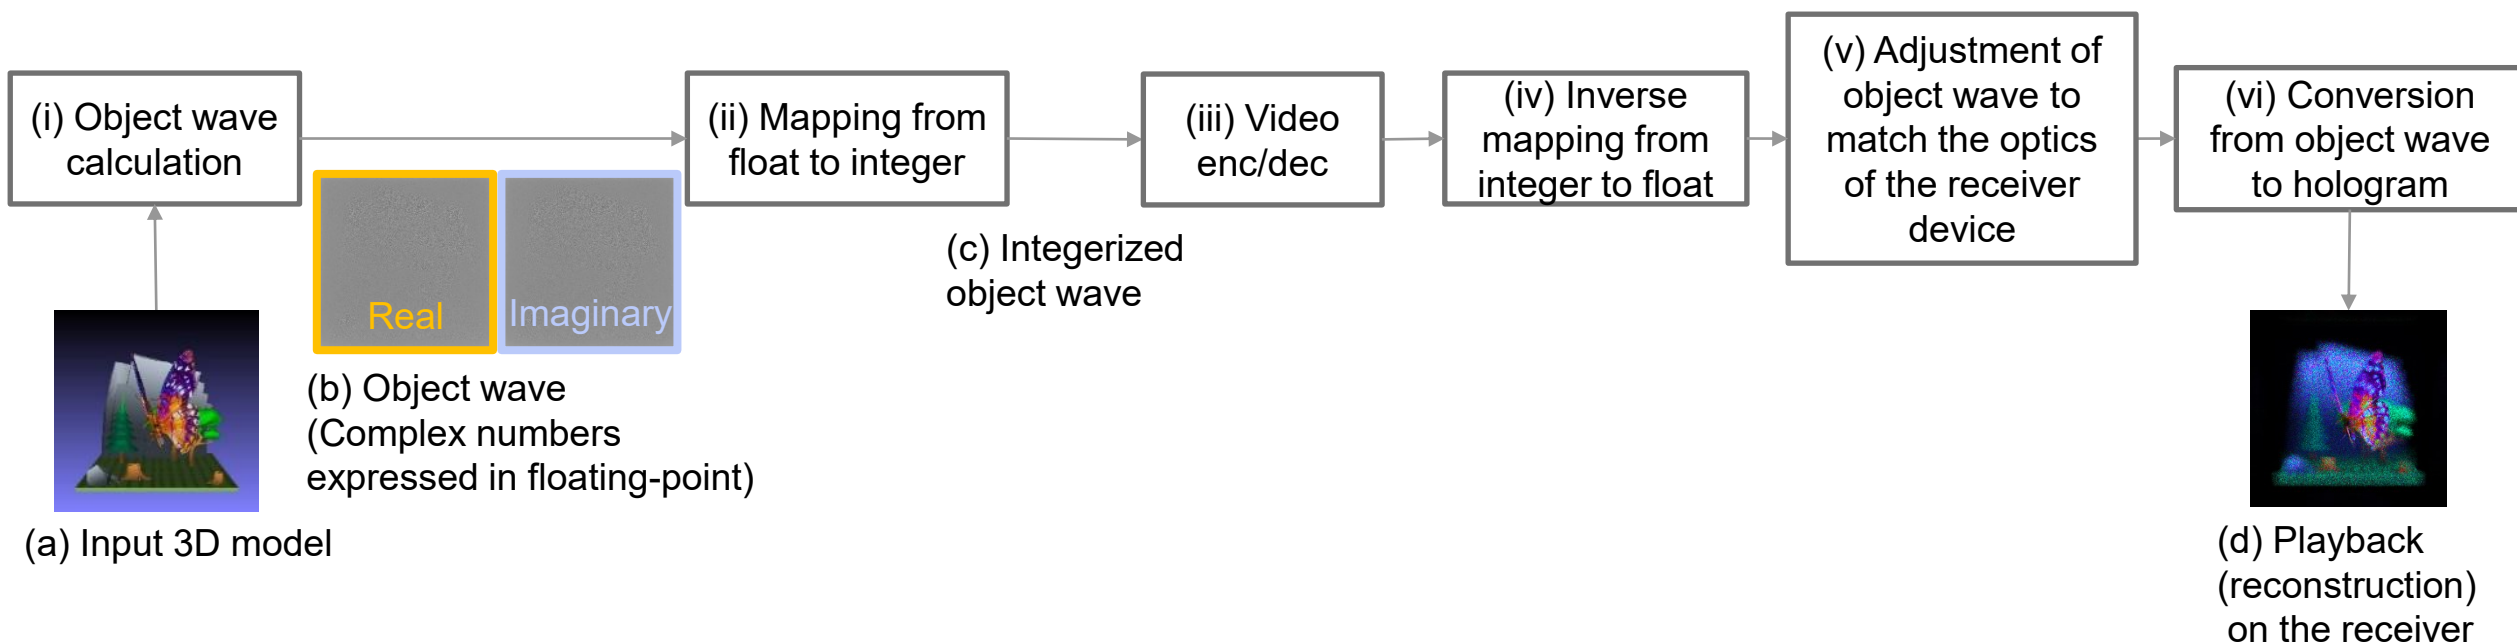 (i) Object wave
calculation
(ii) Mapping from
float to integer
(iii) Video
enc/dec
(iv) Inverse
mapping from
integer to float
(v) Adjustment of
object wave to
match the optics
of the receiver
device
(vi) Conversion
from object wave
to hologram
Real
Imaginary
(a) Input 3D model
(b) Object wave
(Complex numbers
expressed in floating-point)
(c) Integerized
object wave
(d) Playback
(reconstruction)
on the receiver